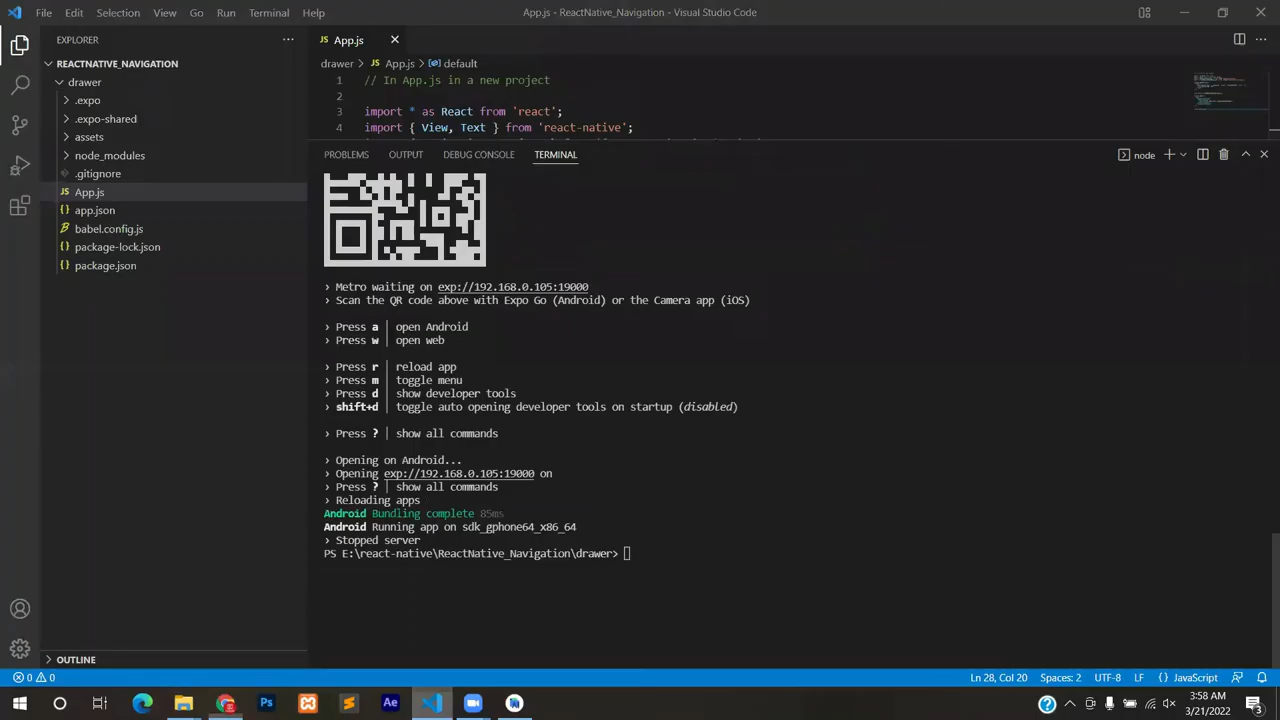 File Edit Selection View Go Run Terminal Help
App.js - ReactNative_Navigation - Visual Studio Code
EXPLORER
REACTNATIVE_NAVIGATION
drawer
.expo
.expo-shared
assets
node_modules
.gitignore
JS App.js
{} app.json
babel.config.js
{} package-lock.json
{} package.json
OUTLINE
JS App.js
drawer > JS App.js > default
1 // In App.js in a new project
2
3 import * as React from 'react';
4 import { View, Text } from 'react-native';
PROBLEMS OUTPUT DEBUG CONSOLE TERMINAL
node
› Metro waiting on exp://192.168.0.105:19000
› Scan the QR code above with Expo Go (Android) or the Camera app (iOS)
› Press a │ open Android
› Press w │ open web
› Press r │ reload app
› Press m │ toggle menu
› Press d │ show developer tools
› shift+d │ toggle auto opening developer tools on startup (disabled)
› Press ? │ show all commands
› Opening on Android...
› Opening exp://192.168.0.105:19000 on
› Press ? │ show all commands
› Reloading apps
Android Bundling complete 85ms
Android Running app on sdk_gphone64_x86_64
› Stopped server
PS E:\react-native\ReactNative_Navigation\drawer>
0 0
Ln 28, Col 20 Spaces: 2 UTF-8 LF {} JavaScript
Ps
Ae
3:58 AM
3/21/2022
3